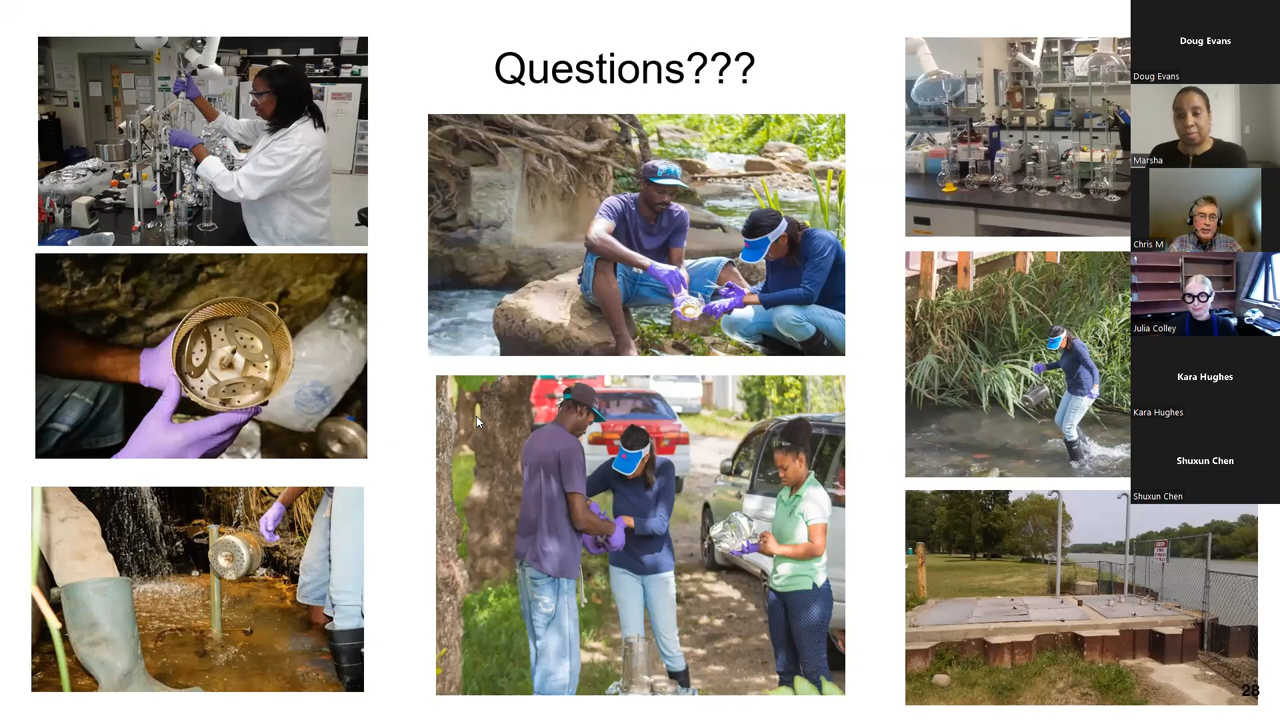 Questions???
Doug Evans
Doug Evans
Marsha
Chris M
Julia Colley
Kara Hughes
Kara Hughes
Shuxun Chen
Shuxun Chen
28